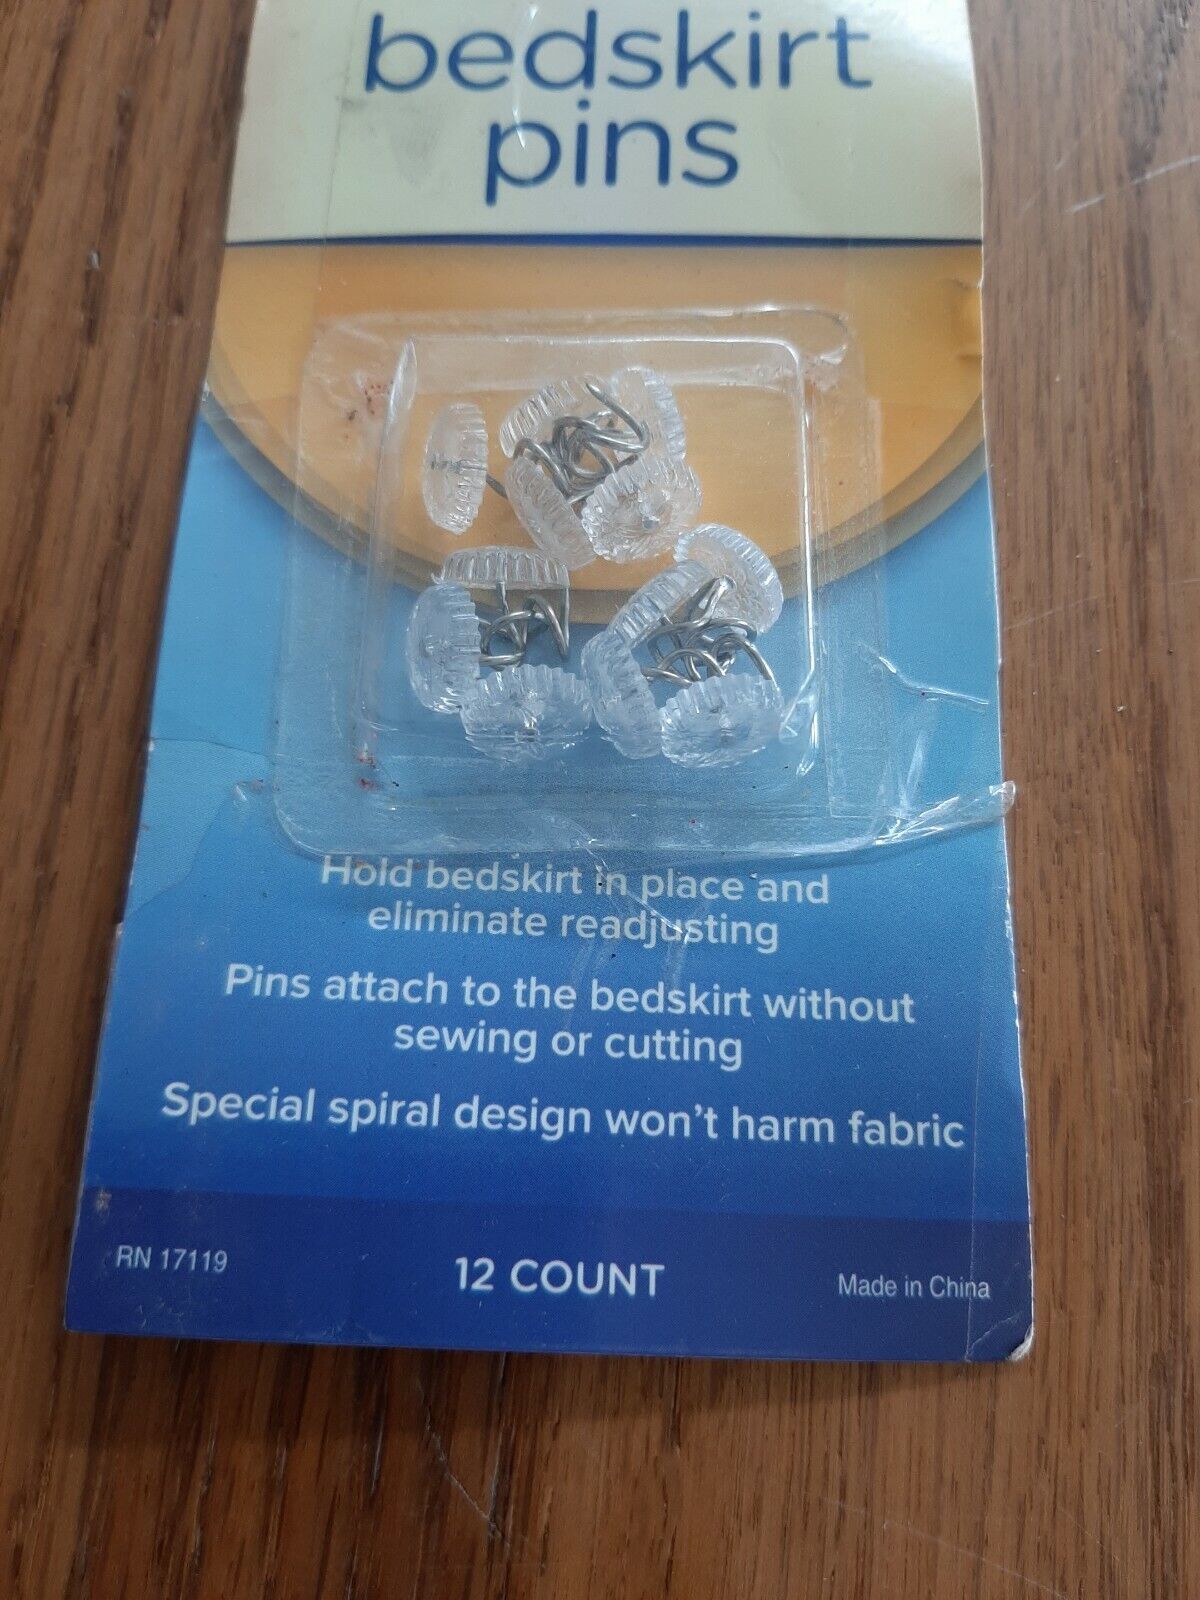 bedskirt
pins
Hold bedskirt in place and
eliminate readjusting
Pins attach to the bedskirt without
sewing or cutting
Special spiral design won't harm fabric
RN 17119
12 COUNT
Made in China